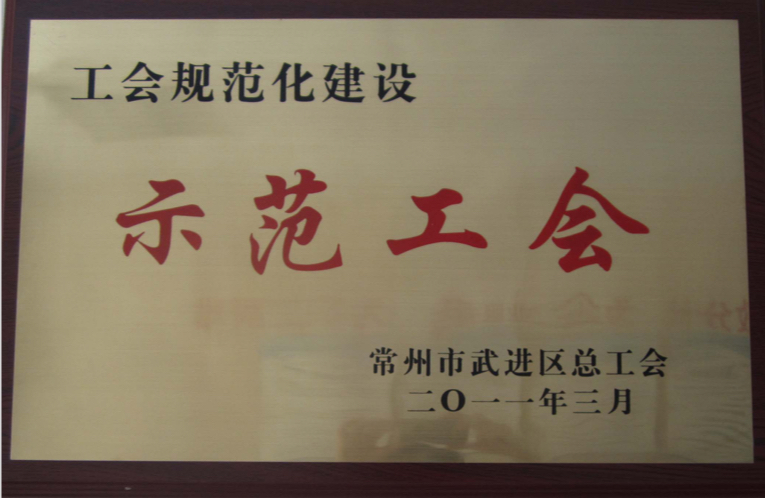 工会规范化建设
示范工会
常州市武进区总工会
二〇一一年三月